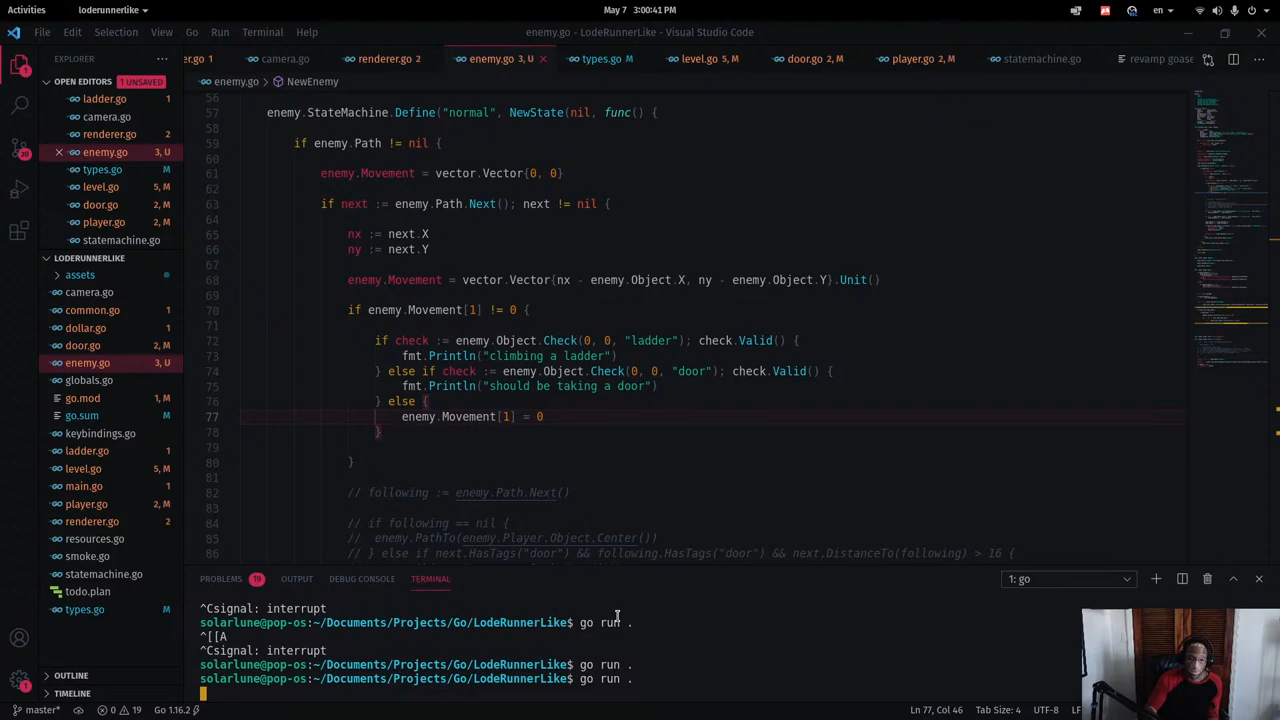 Activities
loderunnerlike
May 7 3:00:41 PM
en
File Edit Selection View Go Run Terminal Help
enemy.go - LodeRunnerLike - Visual Studio Code
EXPLORER
er.go 1
camera.go
renderer.go 2
enemy.go 3, U
types.go M
level.go 5, M
door.go 2, M
player.go 2, M
statemachine.go
revamp goase
OPEN EDITORS 1 UNSAVED
enemy.go > NewEnemy
ladder.go 1
camera.go
renderer.go 2
enemy.go 3, U
types.go M
level.go 5, M
door.go 2, M
player.go 2, M
statemachine.go
LODERUNNERLIKE
assets
camera.go
common.go
dollar.go
door.go 2, M
enemy.go 3, U
globals.go
go.mod M
go.sum M
keybindings.go
ladder.go 1
level.go 5, M
main.go 1
player.go 2, M
renderer.go 2
resources.go
smoke.go
statemachine.go
todo.plan
types.go M
OUTLINE
TIMELINE
56
57 enemy.StateMachine.Define("normal", NewState(nil, func() {
58
59 if enemy.Path != nil {
60
61 enemy.Movement = vector.Vector{0, 0}
62
63 if next := enemy.Path.Next(); next != nil {
64
65 nx := next.X
66 ny := next.Y
67
68 enemy.Movement = vector.Vector{nx - enemy.Object.X, ny - enemy.Object.Y}.Unit()
69
70 if enemy.Movement[1] != 0 {
71
72 if check := enemy.Object.Check(0, 0, "ladder"); check.Valid() {
73 fmt.Println("climbing a ladder")
74 } else if check := enemy.Object.Check(0, 0, "door"); check.Valid() {
75 fmt.Println("should be taking a door")
76 } else {
77 enemy.Movement[1] = 0
78 }
79
80 }
81
82 // following := enemy.Path.Next()
83
84 // if following == nil {
85 // enemy.PathTo(enemy.Player.Object.Center())
86 // } else if next.HasTags("door") && following.HasTags("door") && next.DistanceTo(following) > 16 {
PROBLEMS 19 OUTPUT DEBUG CONSOLE TERMINAL
1: go
^Csignal: interrupt
solarlune@pop-os:~/Documents/Projects/Go/LodeRunnerLike$ go run .
^[[A
^Csignal: interrupt
solarlune@pop-os:~/Documents/Projects/Go/LodeRunnerLike$ go run .
solarlune@pop-os:~/Documents/Projects/Go/LodeRunnerLike$ go run .
master* 0 19 Go 1.16.2
Ln 77, Col 46 Tab Size: 4 UTF-8